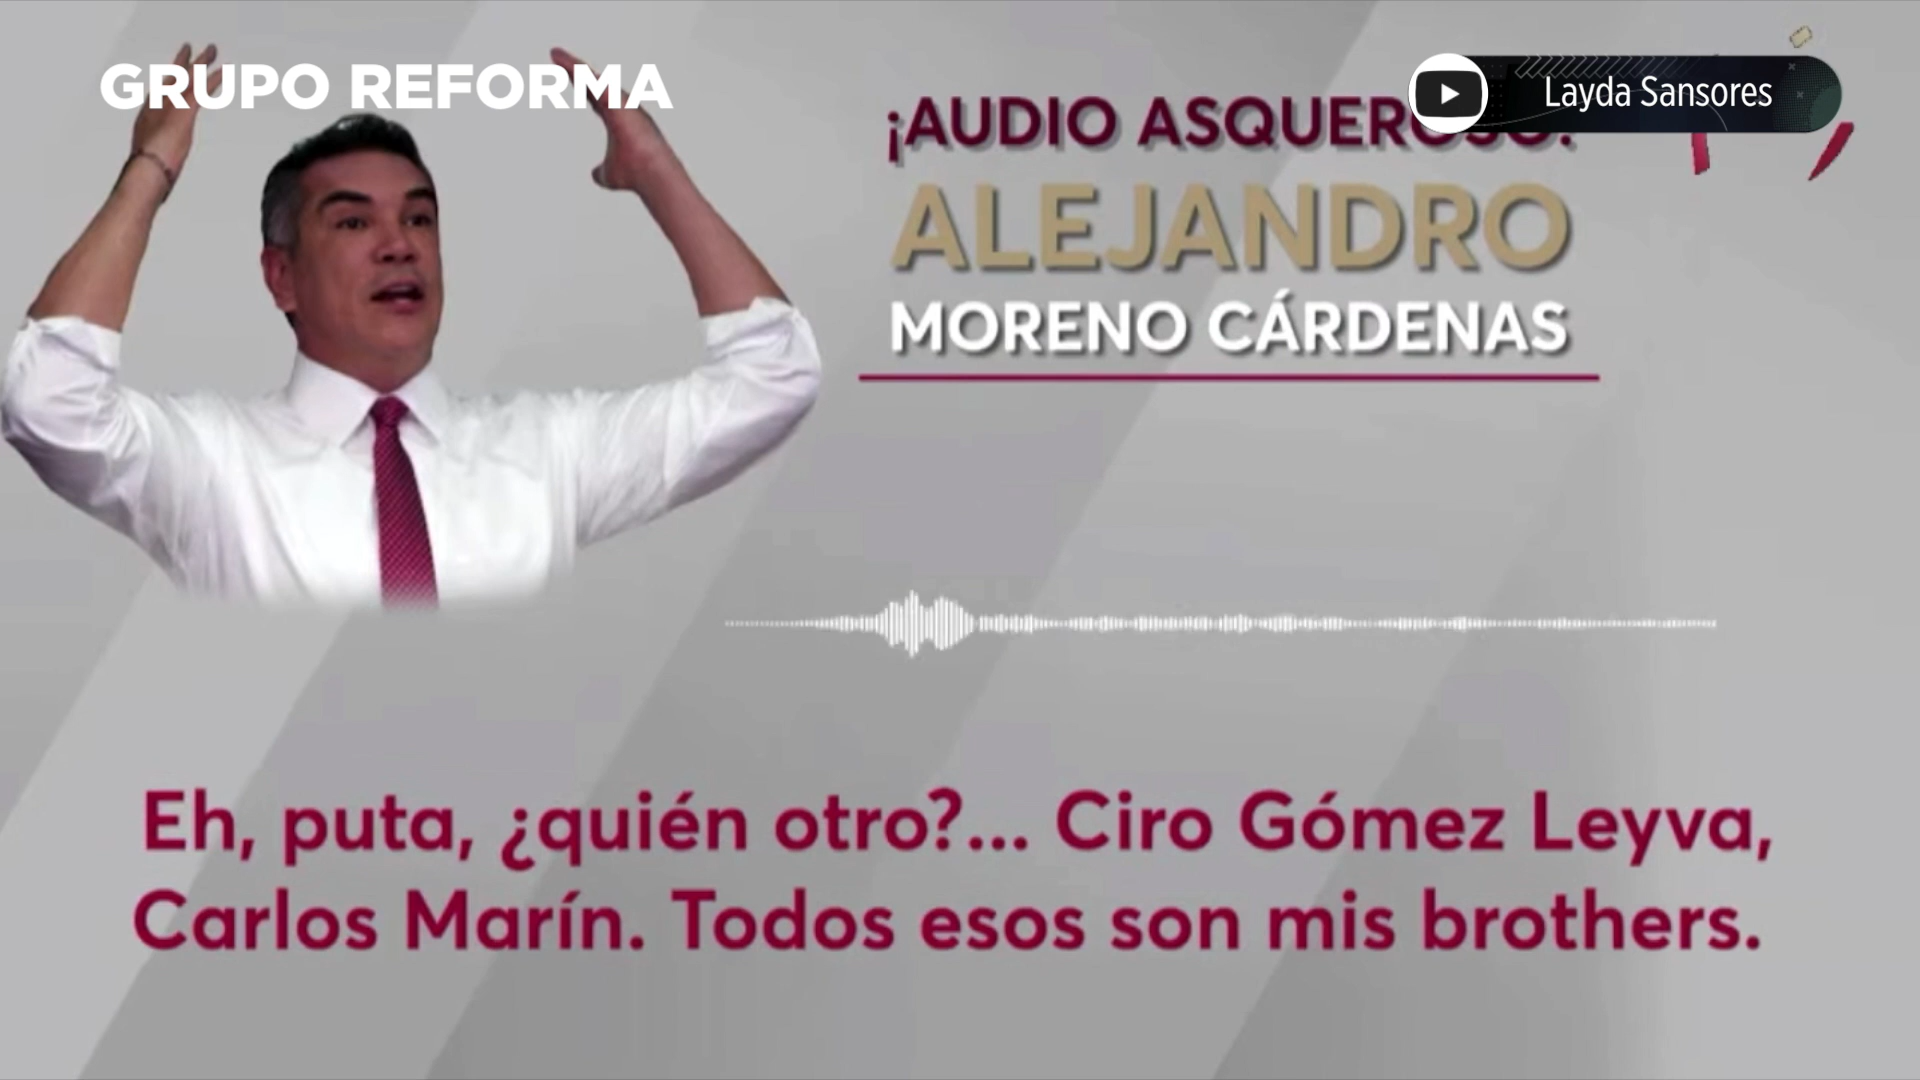 GRUPO REFORMA
Layda Sansores
¡AUDIO
ALEJANDRO
MORENO CÁRDENAS
Eh, puta, ¿quién otro?... Ciro Gómez Leyva,
Carlos Marín. Todos esos son mis brothers.